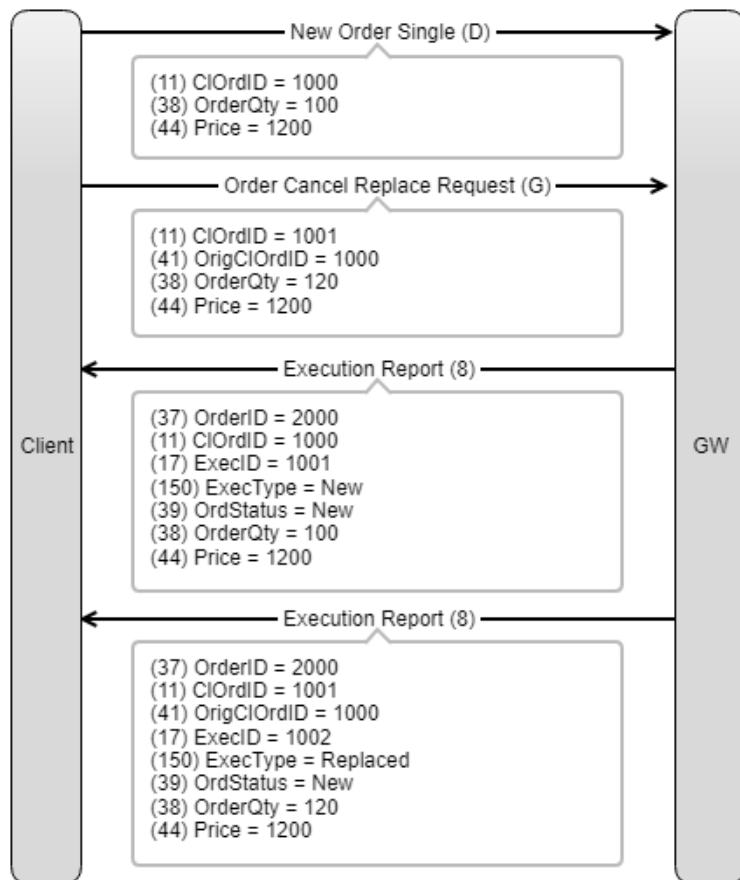 New Order Single (D)
(11) ClOrdID = 1000
(38) OrderQty = 100
(44) Price = 1200
Order Cancel Replace Request (G)
(11) ClOrdID = 1001
(41) OrigClOrdID = 1000
(38) OrderQty = 120
(44) Price = 1200
Execution Report (8)
(37) OrderID = 2000
(11) ClOrdID = 1000
(17) ExecID = 1001
(150) ExecType = New
(39) OrdStatus = New
(38) OrderQty = 100
(44) Price = 1200
Client
GW
Execution Report (8)
(37) OrderID = 2000
(11) ClOrdID = 1001
(41) OrigClOrdID = 1000
(17) ExecID = 1002
(150) ExecType = Replaced
(39) OrdStatus = New
(38) OrderQty = 120
(44) Price = 1200